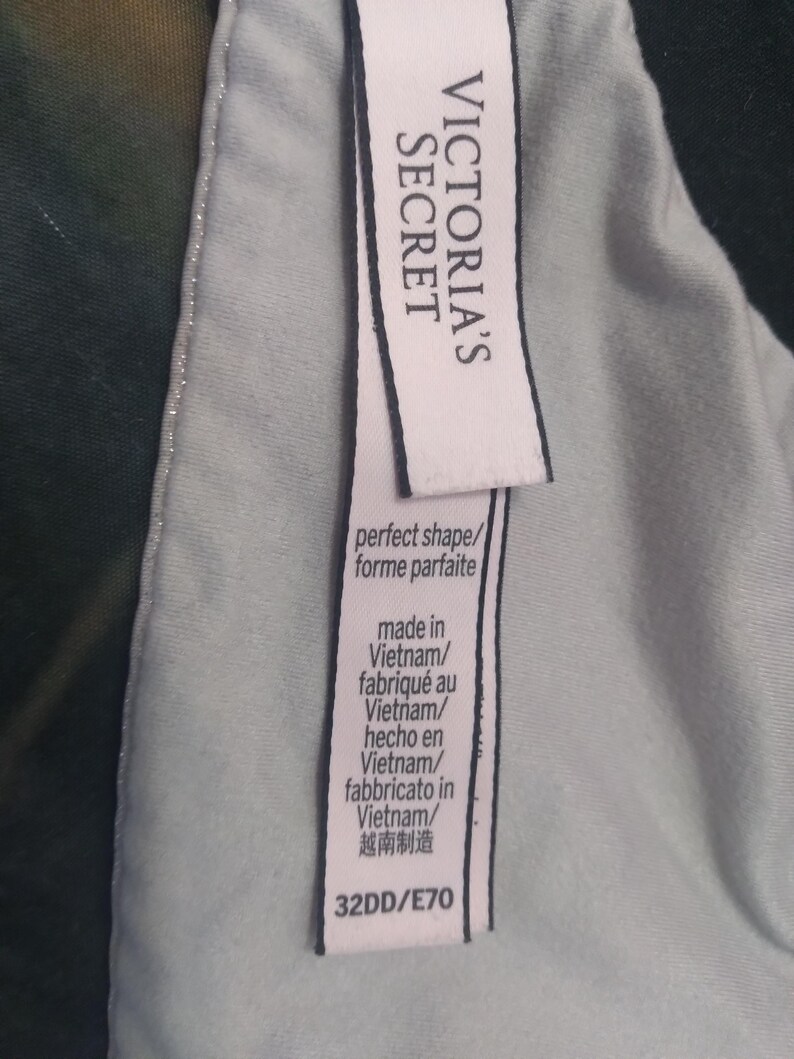 VICTORIA'S
SECRET
perfect shape/
forme parfaite
made in
Vietnam/
fabriqué au
Vietnam/
hecho en
Vietnam/
fabbricato in
Vietnam/
越南制造
32DD/E70